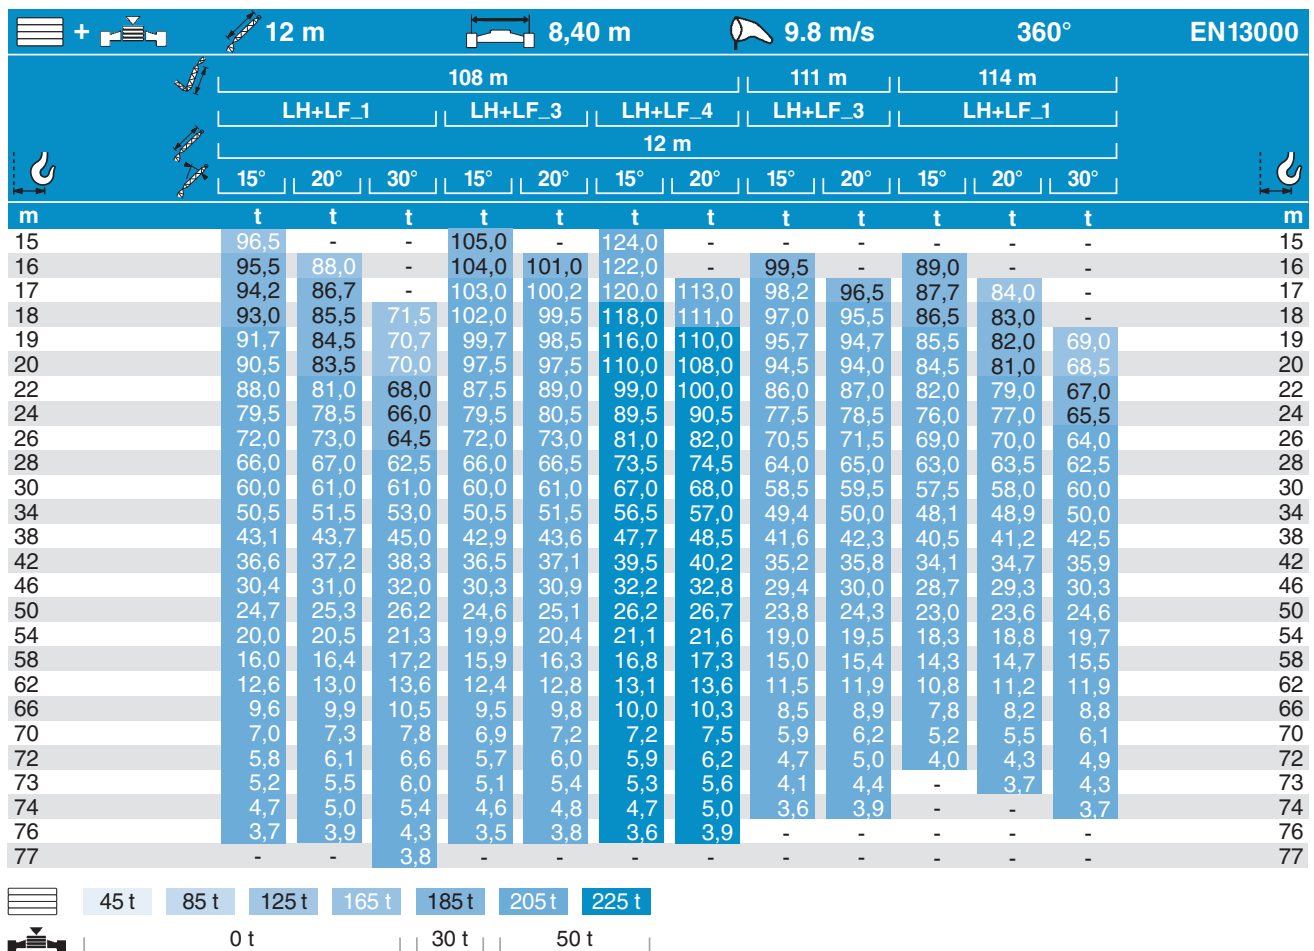 + 12 m 8,40 m 9.8 m/s 360° EN13000
108 m 111 m 114 m
LH+LF_1 LH+LF_3 LH+LF_4 LH+LF_3 LH+LF_1
12 m
15° 20° 30° 15° 20° 15° 20° 15° 20° 15° 20° 30°
m t t t t t t t t t t t t m
15 96,5 - - 105,0 - 124,0 - - - - - - 15
16 95,5 88,0 - 104,0 101,0 122,0 - 99,5 - 89,0 - - 16
17 94,2 86,7 - 103,0 100,2 120,0 113,0 98,2 96,5 87,7 84,0 - 17
18 93,0 85,5 71,5 102,0 99,5 118,0 111,0 97,0 95,5 86,5 83,0 - 18
19 91,7 84,5 70,7 99,7 98,5 116,0 110,0 95,7 94,7 85,5 82,0 69,0 19
20 90,5 83,5 70,0 97,5 97,5 110,0 108,0 94,5 94,0 84,5 81,0 68,5 20
22 88,0 81,0 68,0 87,5 89,0 99,0 100,0 86,0 87,0 82,0 79,0 67,0 22
24 79,5 78,5 66,0 79,5 80,5 89,5 90,5 77,5 78,5 76,0 77,0 65,5 24
26 72,0 73,0 64,5 72,0 73,0 81,0 82,0 70,5 71,5 69,0 70,0 64,0 26
28 66,0 67,0 62,5 66,0 66,5 73,5 74,5 64,0 65,0 63,0 63,5 62,5 28
30 60,0 61,0 61,0 60,0 61,0 67,0 68,0 58,5 59,5 57,5 58,0 60,0 30
34 50,5 51,5 53,0 50,5 51,5 56,5 57,0 49,4 50,0 48,1 48,9 50,0 34
38 43,1 43,7 45,0 42,9 43,6 47,7 48,5 41,6 42,3 40,5 41,2 42,5 38
42 36,6 37,2 38,3 36,5 37,1 39,5 40,2 35,2 35,8 34,1 34,7 35,9 42
46 30,4 31,0 32,0 30,3 30,9 32,2 32,8 29,4 30,0 28,7 29,3 30,3 46
50 24,7 25,3 26,2 24,6 25,1 26,2 26,7 23,8 24,3 23,0 23,6 24,6 50
54 20,0 20,5 21,3 19,9 20,4 21,1 21,6 19,0 19,5 18,3 18,8 19,7 54
58 16,0 16,4 17,2 15,9 16,3 16,8 17,3 15,0 15,4 14,3 14,7 15,5 58
62 12,6 13,0 13,6 12,4 12,8 13,1 13,6 11,5 11,9 10,8 11,2 11,9 62
66 9,6 9,9 10,5 9,5 9,8 10,0 10,3 8,5 8,9 7,8 8,2 8,8 66
70 7,0 7,3 7,8 6,9 7,2 7,2 7,5 5,9 6,2 5,2 5,5 6,1 70
72 5,8 6,1 6,6 5,7 6,0 5,9 6,2 4,7 5,0 4,0 4,3 4,9 72
73 5,2 5,5 6,0 5,1 5,4 5,3 5,6 4,1 4,4 - 3,7 4,3 73
74 4,7 5,0 5,4 4,6 4,8 4,7 5,0 3,6 3,9 - - 3,7 74
76 3,7 3,9 4,3 3,5 3,8 3,6 3,9 - - - - - 76
77 - - 3,8 - - - - - - - - - 77
45 t 85 t 125 t 165 t 185 t 205 t 225 t
0 t 30 t 50 t